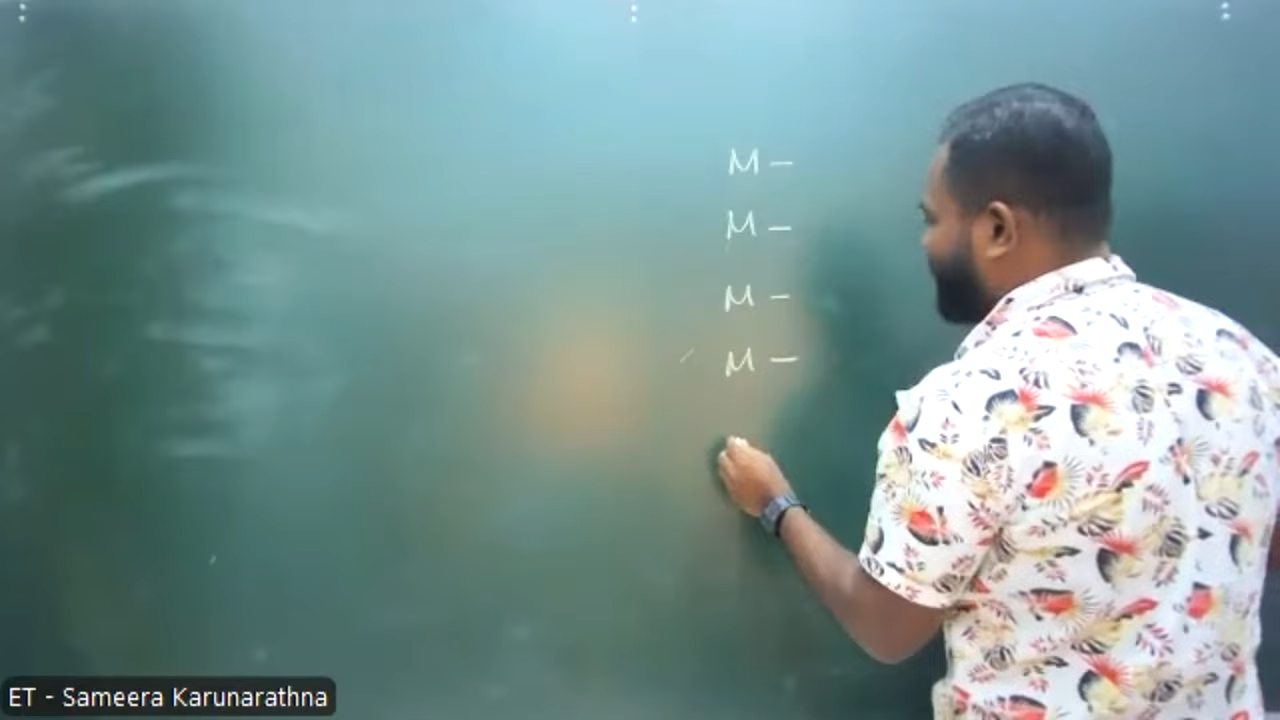 M –
M –
M –
M –
ET - Sameera Karunarathna